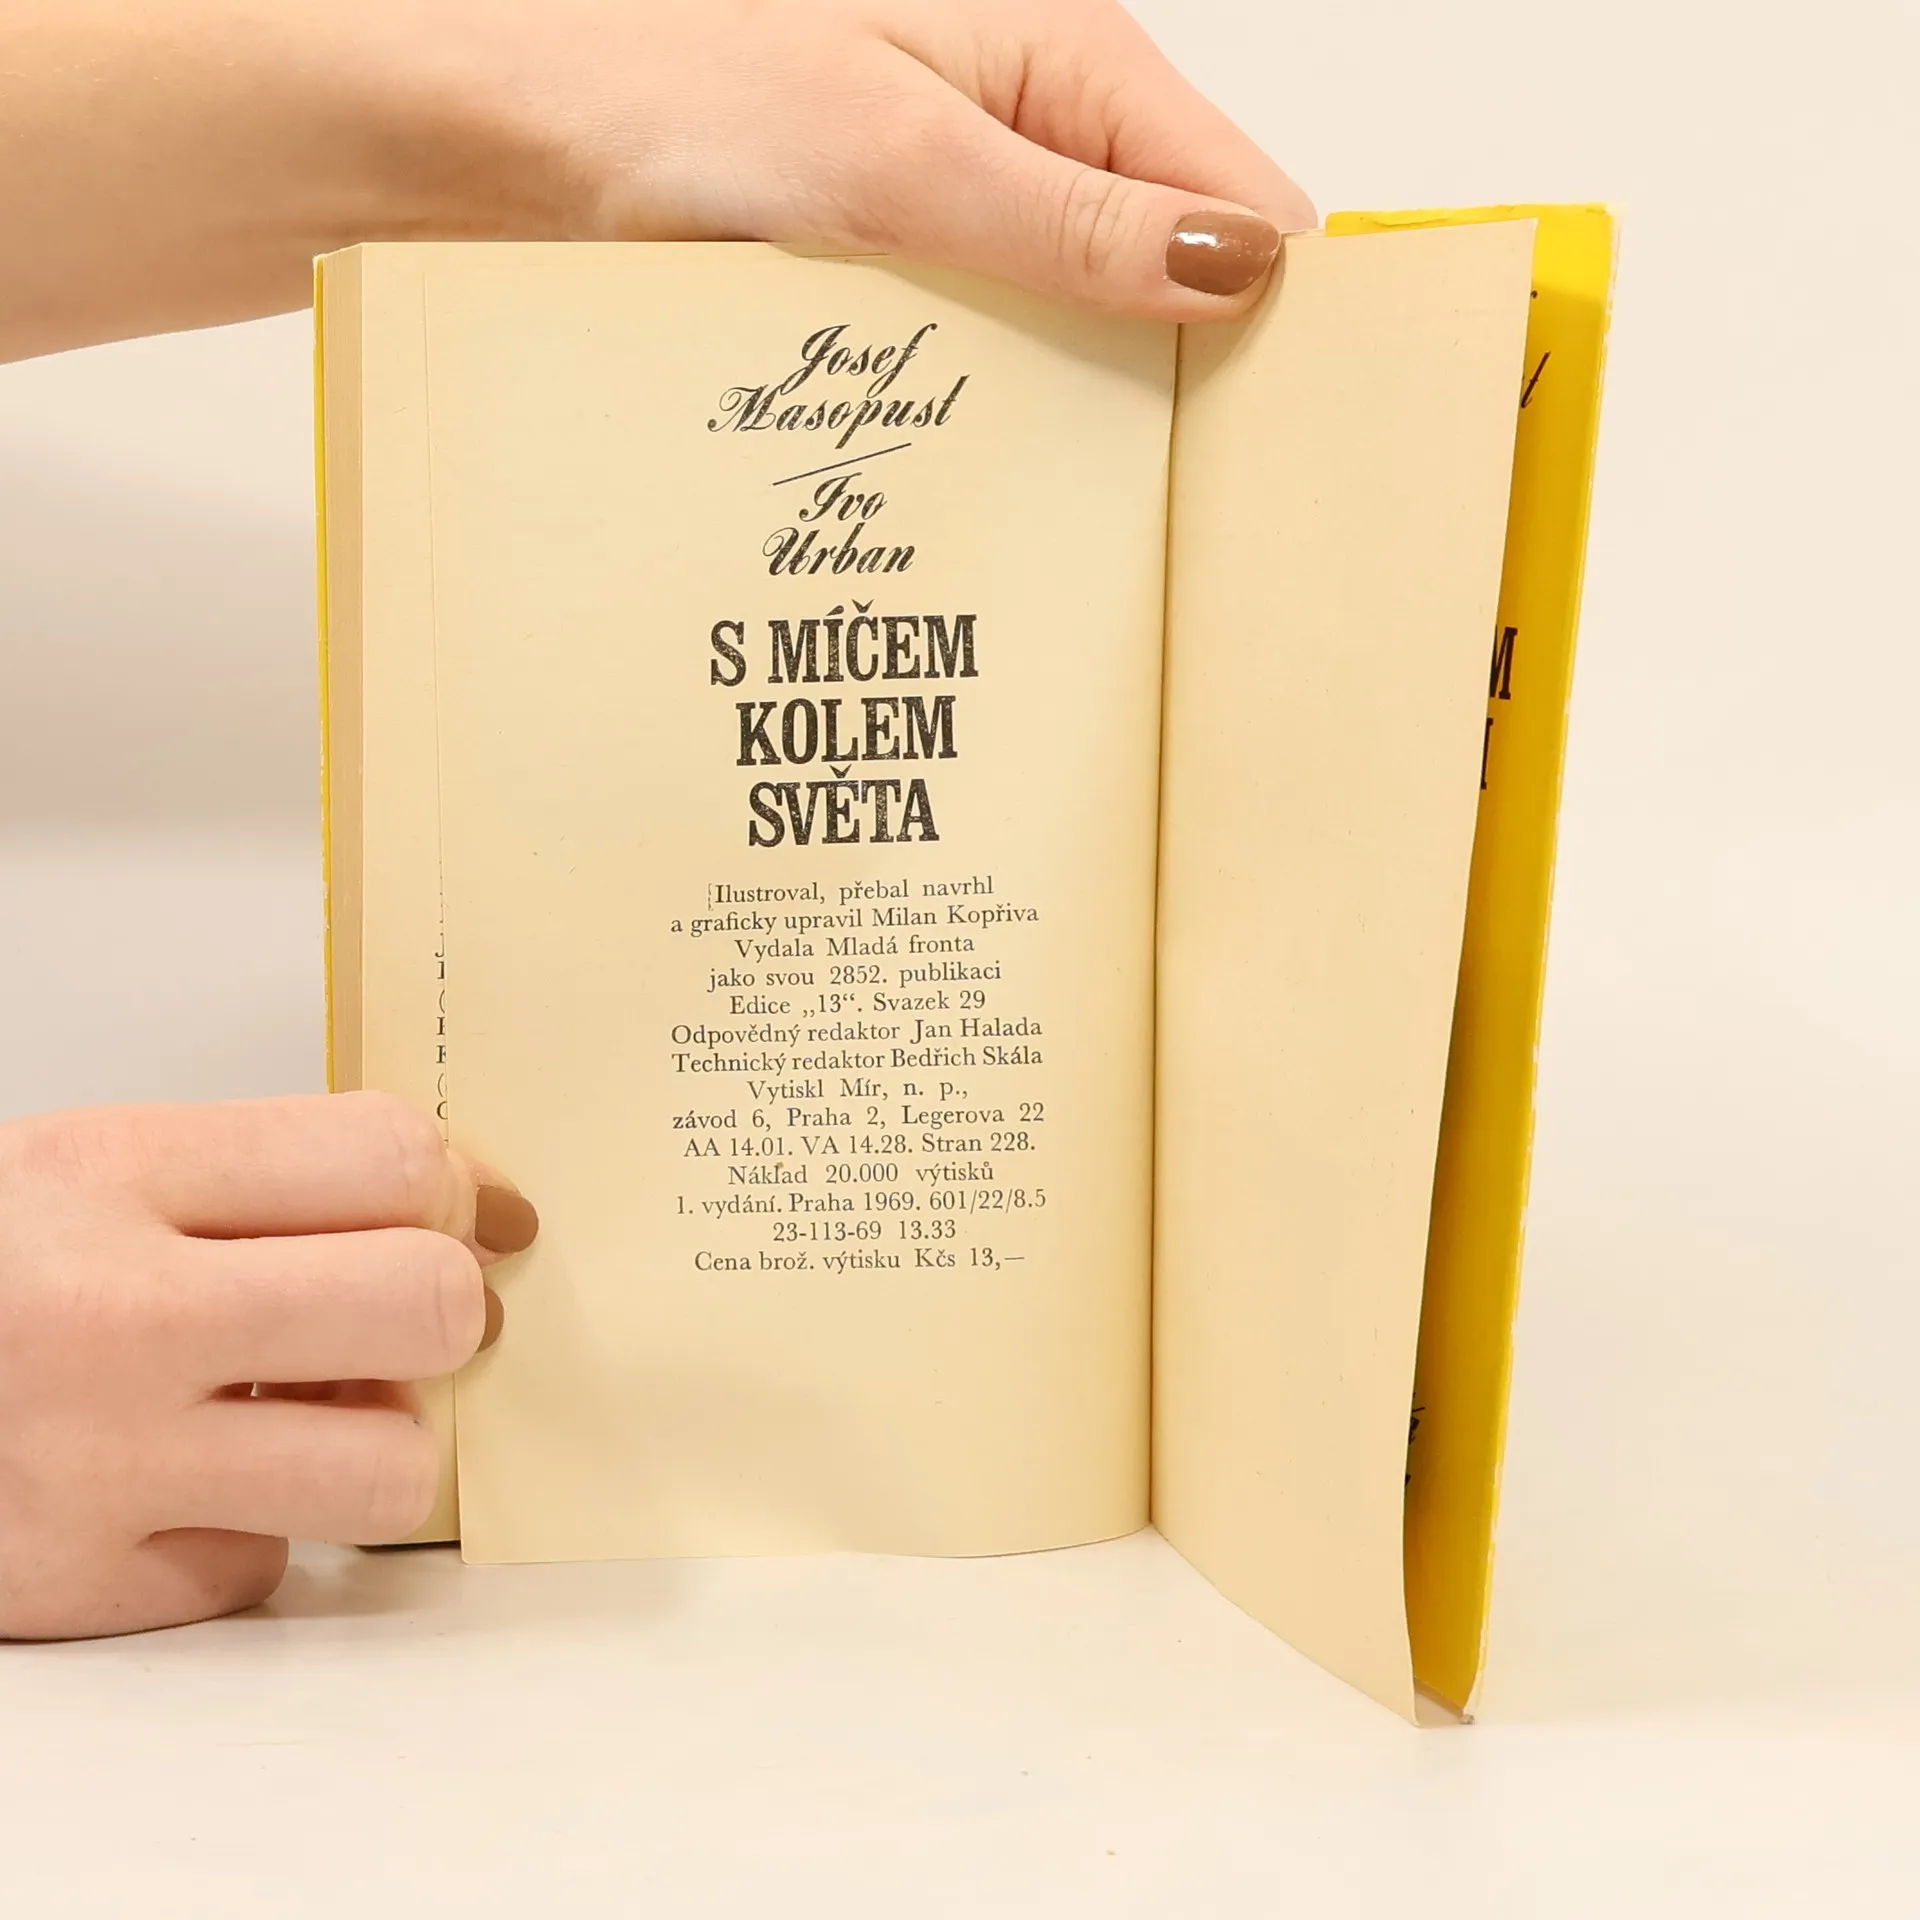 Josef
Masopust
Ivo
Urban
S MÍČEM
KOLEM
SVĚTA
Ilustroval, přebal navrhl
a graficky upravil Milan Kopřiva
Vydala Mladá fronta
jako svou 2852. publikaci
Edice „13“. Svazek 29
Odpovědný redaktor Jan Halada
Technický redaktor Bedřich Skála
Vytiskl Mír, n. p.,
závod 6, Praha 2, Legerova 22
AA 14.01. VA 14.28. Stran 228.
Náklad 20.000 výtisků
1. vydání. Praha 1969. 601/22/8.5
23-113-69 13.33
Cena brož. výtisku Kčs 13,—